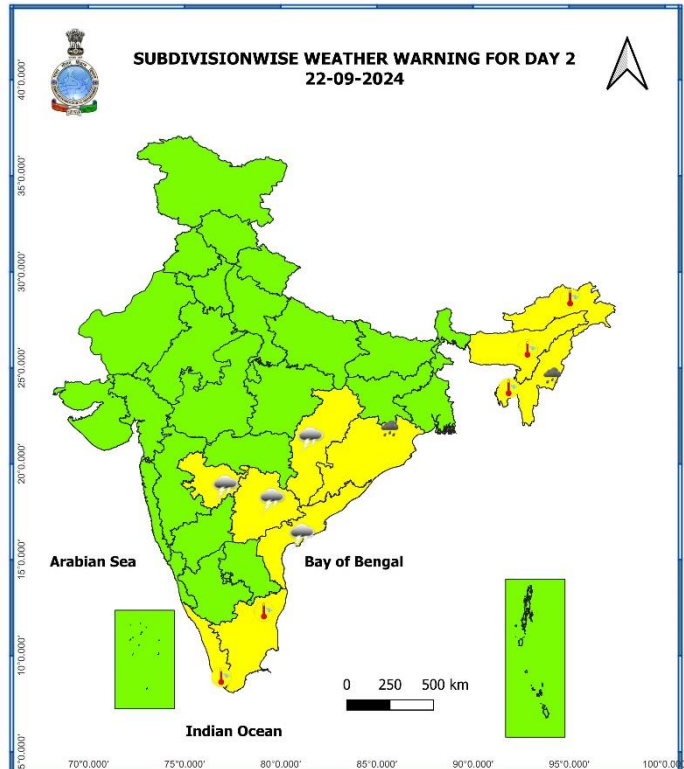 SUBDIVISIONWISE WEATHER WARNING FOR DAY 2
22-09-2024
40°0.000'
35°0.000'
30°0.000'
25°0.000'
20°0.000'
15°0.000'
10°0.000'
5°0.000'
Arabian Sea
Bay of Bengal
0 250 500 km
Indian Ocean
70°0.000' 75°0.000' 80°0.000' 85°0.000' 90°0.000' 95°0.000' 100°0.000